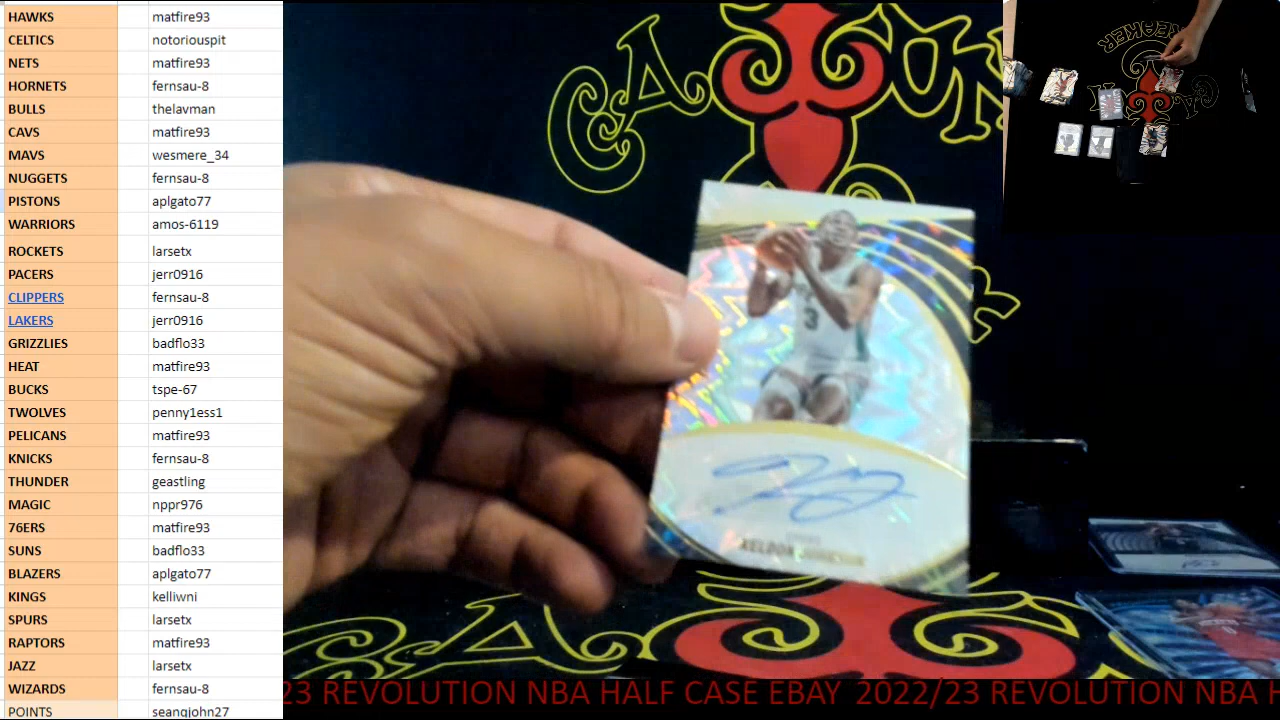 HAWKS matfire93
CELTICS notoriouspit
NETS matfire93
HORNETS fernsau-8
BULLS thelavman
CAVS matfire93
MAVS wesmere_34
NUGGETS fernsau-8
PISTONS aplgato77
WARRIORS amos-6119
ROCKETS larsetx
PACERS jerr0916
CLIPPERS fernsau-8
LAKERS jerr0916
GRIZZLIES badflo33
HEAT matfire93
BUCKS tspe-67
TWOLVES penny1ess1
PELICANS matfire93
KNICKS fernsau-8
THUNDER geastling
MAGIC nppr976
76ERS matfire93
SUNS badflo33
BLAZERS aplgato77
KINGS kelliwni
SPURS larsetx
RAPTORS matfire93
JAZZ larsetx
WIZARDS fernsau-8
POINTS seanqjohn27
3
23 REVOLUTION NBA HALF CASE EBAY 2022/23 REVOLUTION NBA H